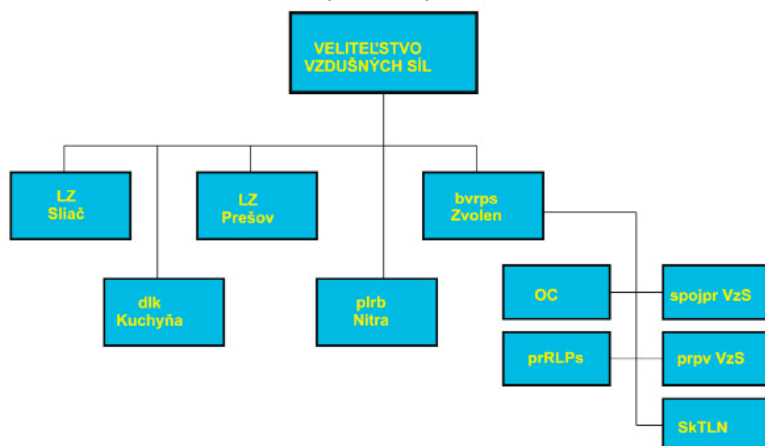 VELITEĽSTVO
VZDUŠNÝCH SÍL
LZ
Sliač
LZ
Prešov
bvrps
Zvolen
dlk
Kuchyňa
plrb
Nitra
OC
spojpr VzS
prRLPs
prpv VzS
SkTLN